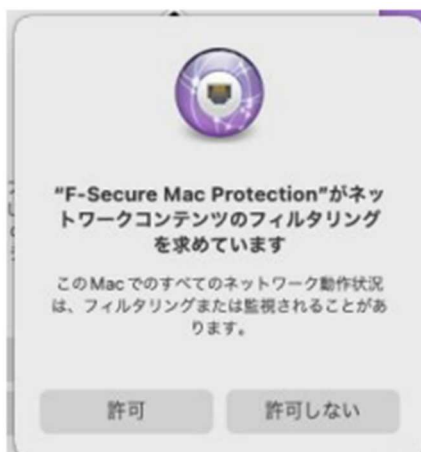 “F-Secure Mac Protection”がネッ
トワークコンテンツのフィルタリング
を求めています
このMacでのすべてのネットワーク動作状況
は、フィルタリングまたは監視されることがあ
ります。
許可
許可しない